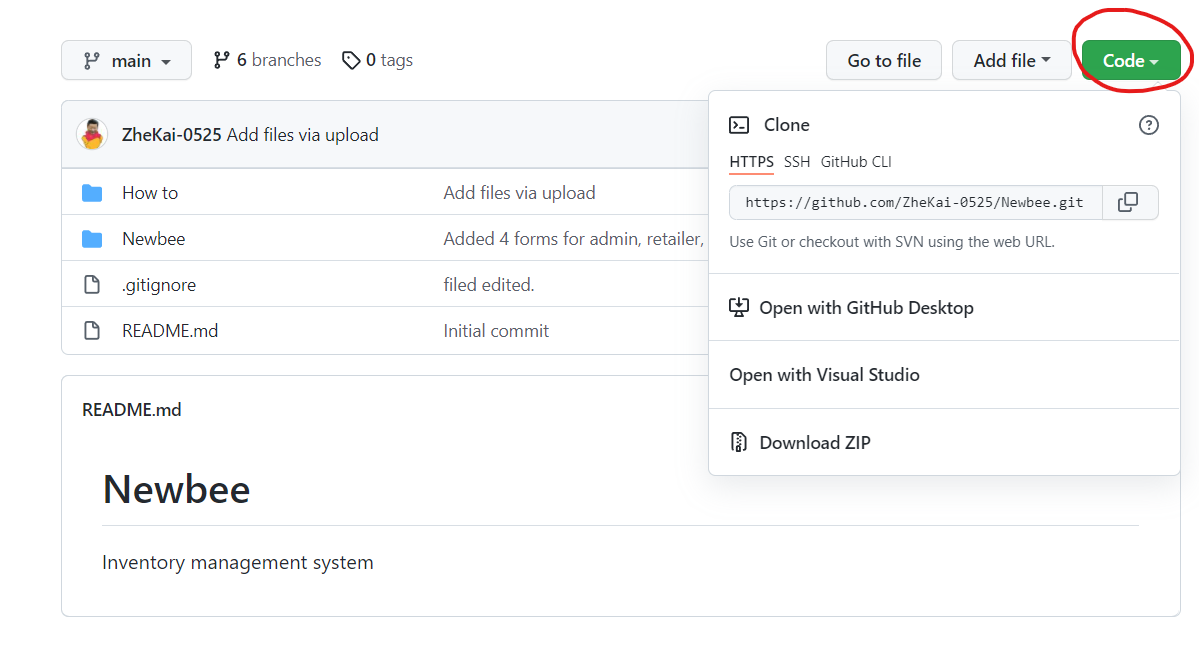 main 6 branches 0 tags Go to file Add file Code
ZheKai-0525 Add files via upload
Clone
HTTPS SSH GitHub CLI
https://github.com/ZheKai-0525/Newbee.git
Use Git or checkout with SVN using the web URL.
Open with GitHub Desktop
Open with Visual Studio
Download ZIP
How to Add files via upload
Newbee Added 4 forms for admin, retailer,
.gitignore filed edited.
README.md Initial commit
README.md
Newbee
Inventory management system